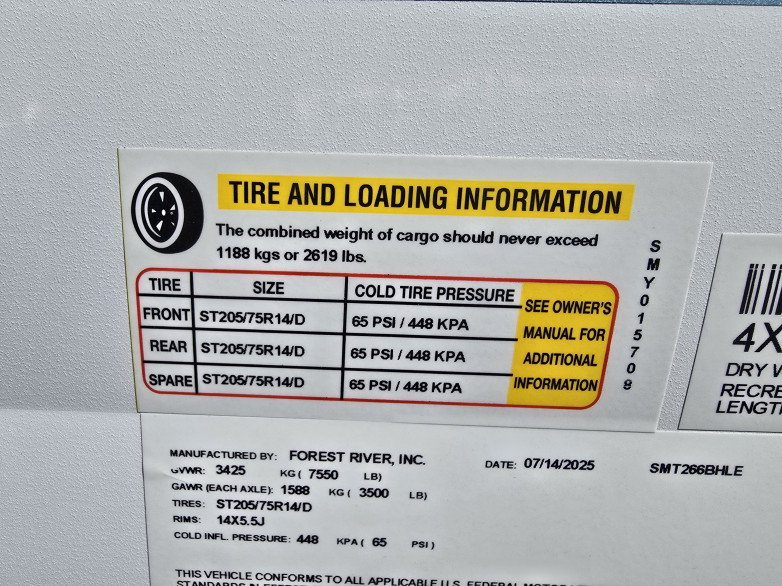 TIRE AND LOADING INFORMATION
The combined weight of cargo should never exceed
1188 kgs or 2619 lbs.
TIRE SIZE COLD TIRE PRESSURE
FRONT ST205/75R14/D 65 PSI / 448 KPA
REAR ST205/75R14/D 65 PSI / 448 KPA
SPARE ST205/75R14/D 65 PSI / 448 KPA
SEE OWNER'S
MANUAL FOR
ADDITIONAL
INFORMATION
SMY015708
4X
DRY
RECRE
LENGT
MANUFACTURED BY: FOREST RIVER, INC. DATE: 07/14/2025 SMT266BHLE
GVWR: 3425 KG ( 7550 LB)
GAWR (EACH AXLE): 1588 KG ( 3500 LB)
TIRES: ST205/75R14/D
RIMS: 14X5.5J
COLD INFL. PRESSURE: 448 KPA ( 65 PSI )
THIS VEHICLE CONFORMS TO ALL APPLICABLE U.S. FEDERAL MOTOR